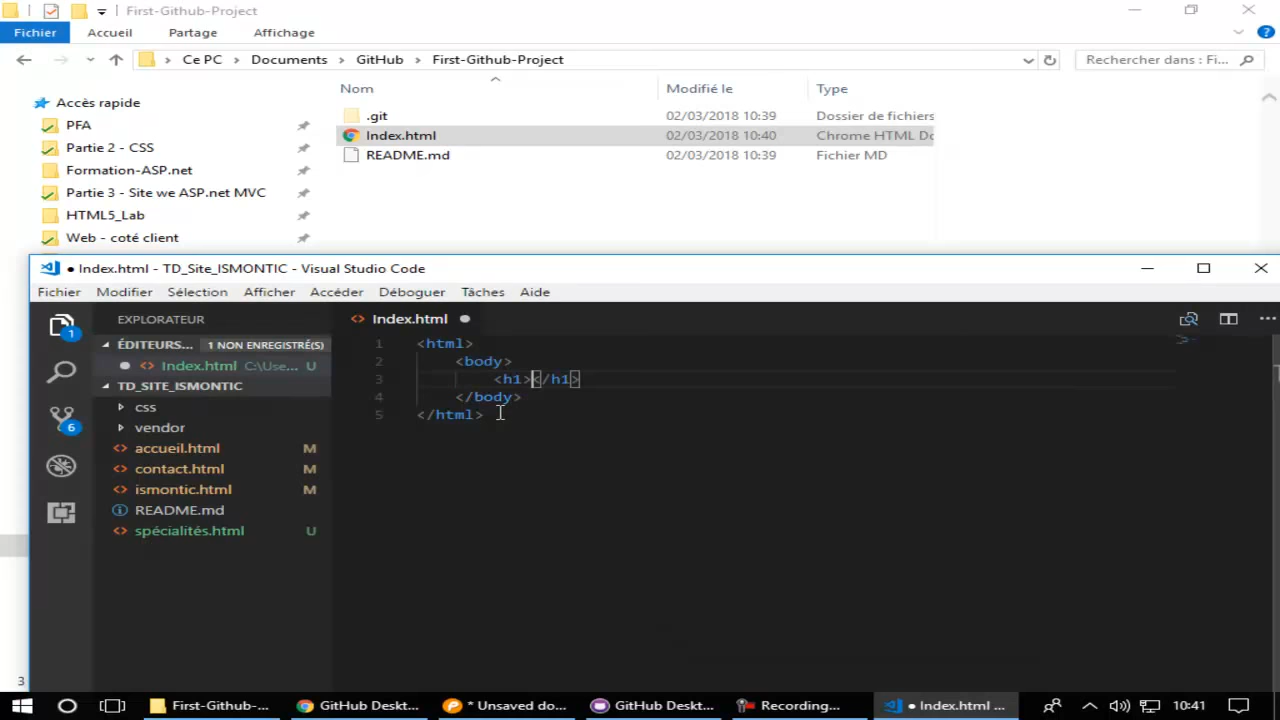 First-Github-Project
Fichier Accueil Partage Affichage
Ce PC Documents GitHub First-Github-Project Rechercher dans : Fi...
Nom Modifié le Type
Accès rapide
.git 02/03/2018 10:39 Dossier de fichiers
PFA
Index.html 02/03/2018 10:40 Chrome HTML Do
Partie 2 - CSS
README.md 02/03/2018 10:39 Fichier MD
Formation-ASP.net
Partie 3 - Site we ASP.net MVC
HTML5_Lab
Web - coté client
● Index.html - TD_Site_ISMONTIC - Visual Studio Code
Fichier Modifier Sélection Afficher Accéder Déboguer Tâches Aide
EXPLORATEUR
Index.html
ÉDITEURS... 1 NON ENREGISTRÉ(S)
Index.html C:\Use... U
TD_SITE_ISMONTIC
css
vendor
accueil.html M
contact.html M
ismontic.html M
README.md
spécialités.html U
1
6
1 <html>
2 <body>
3 <h1></h1>
4 </body>
5 </html>
3
First-Github-... GitHub Deskt... * Unsaved do... GitHub Deskt... Recording... ● Index.html ... 10:41